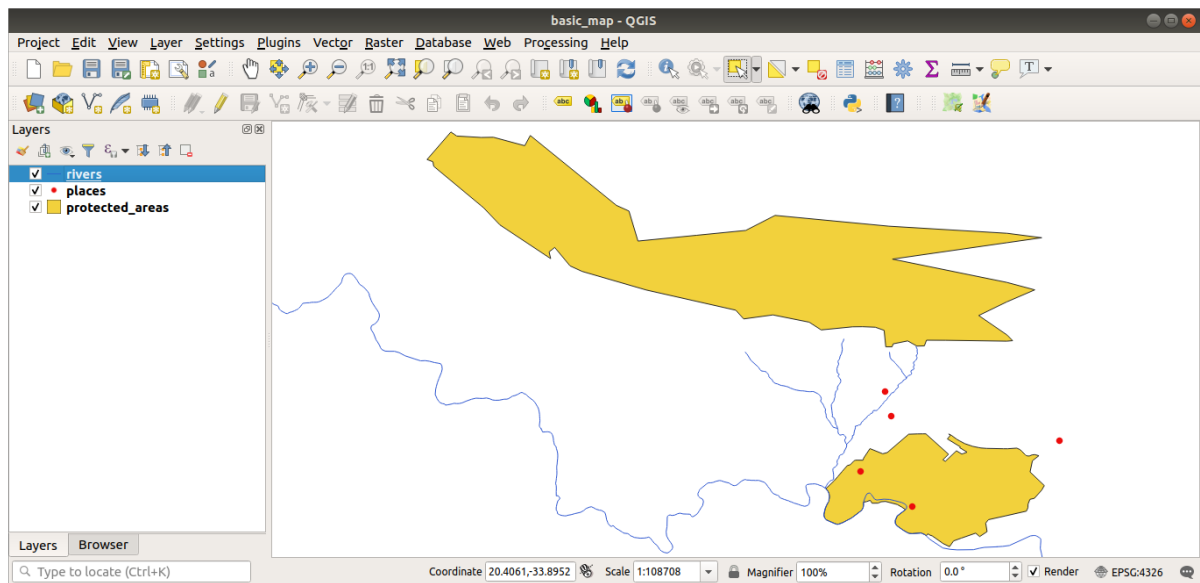 basic_map - QGIS
Project Edit View Layer Settings Plugins Vector Raster Database Web Processing Help
Layers
rivers
places
protected_areas
Layers Browser
Type to locate (Ctrl+K) Coordinate 20.4061,-33.8952 Scale 1:108708 Magnifier 100% Rotation 0.0 ° Render EPSG:4326